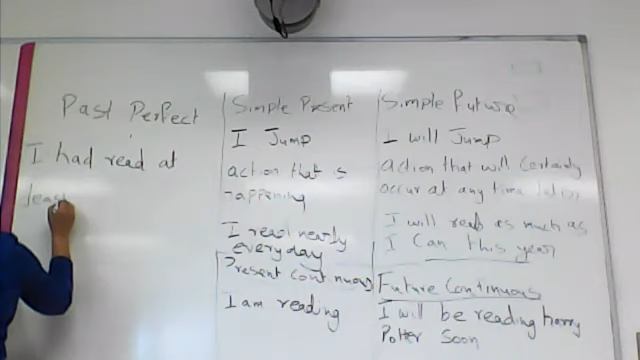 Past Perfect
I had read at
least
Simple Present
I Jump
action that is
happening
I read nearly
everyday
Present continuous
I am reading
Simple Future
I will Jump
action that will certainly
occur at any time later
I will read as much as
I Can this year
Future Continuous
I will be reading harry
Potter Soon